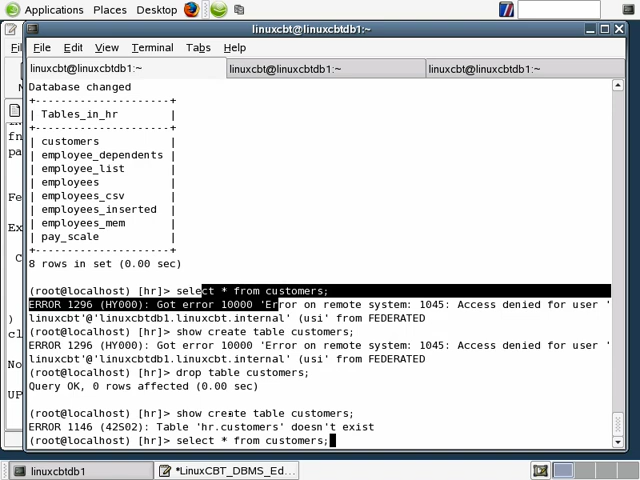 Applications Places Desktop
linuxcbt@linuxcbtdb1:~
File Edit View Terminal Tabs Help
linuxcbt@linuxcbtdb1:~ linuxcbt@linuxcbtdb1:~ linuxcbt@linuxcbtdb1:~
Database changed
+---------------------+
| Tables_in_hr |
+---------------------+
| customers |
| employee_dependents |
| employee_list |
| employees |
| employees_csv |
| employees_inserted |
| employees_mem |
| pay_scale |
+---------------------+
8 rows in set (0.00 sec)
(root@localhost) [hr]> select * from customers;
ERROR 1296 (HY000): Got error 10000 'Error on remote system: 1045: Access denied for user '
linuxcbt'@'linuxcbtdb1.linuxcbt.internal' (usi' from FEDERATED
(root@localhost) [hr]> show create table customers;
ERROR 1296 (HY000): Got error 10000 'Error on remote system: 1045: Access denied for user '
linuxcbt'@'linuxcbtdb1.linuxcbt.internal' (usi' from FEDERATED
(root@localhost) [hr]> drop table customers;
Query OK, 0 rows affected (0.00 sec)
(root@localhost) [hr]> show create table customers;
ERROR 1146 (42S02): Table 'hr.customers' doesn't exist
(root@localhost) [hr]> select * from customers;
linuxcbtdb1 *LinuxCBT_DBMS_Ed...